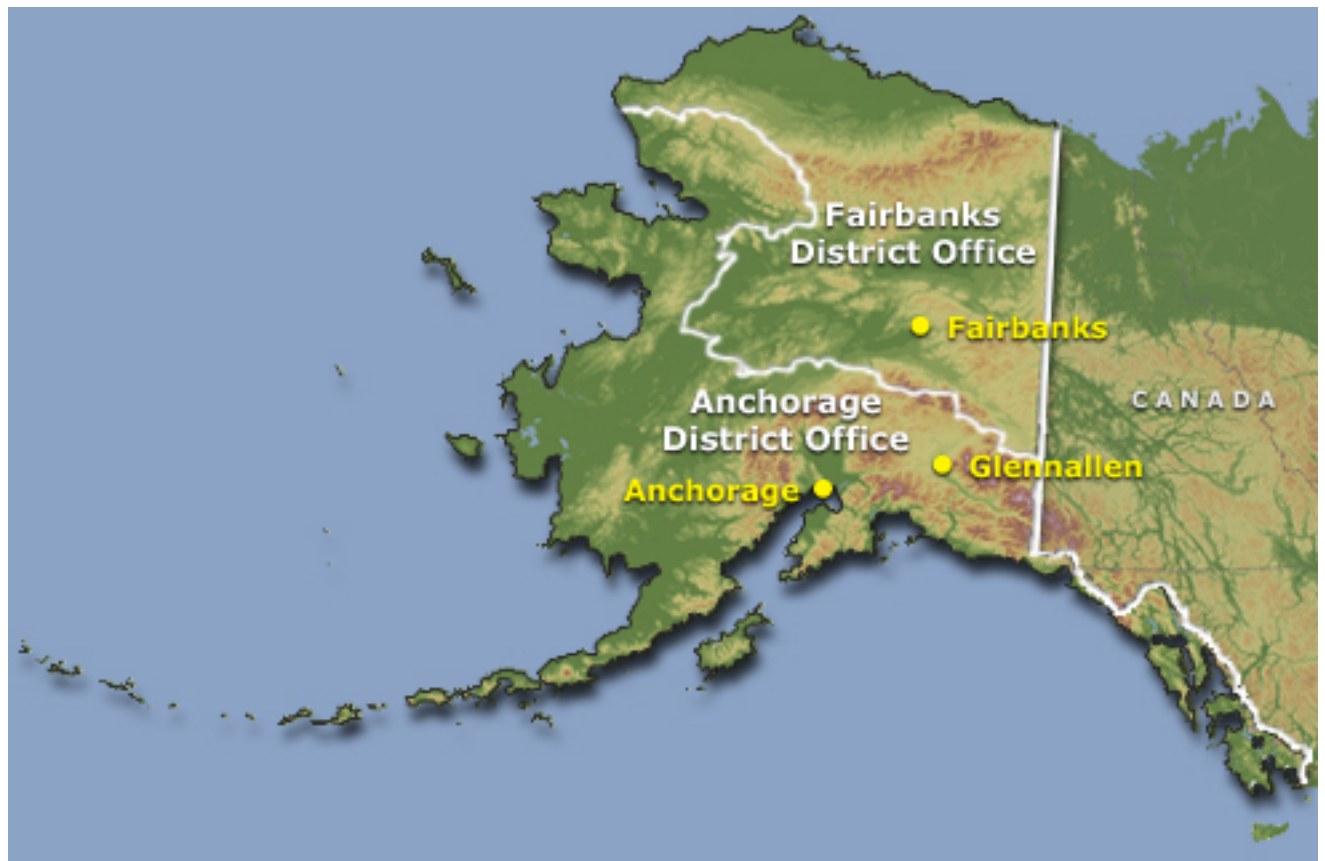 Fairbanks
District Office
Fairbanks
CANADA
Anchorage
District Office
Glennallen
Anchorage